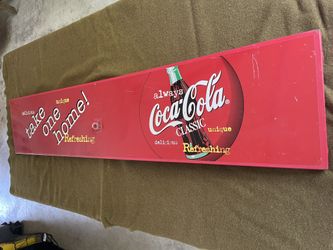 delicious
unique
take
one
home!
Refreshing
always
Coca-Cola
®
CLASSIC
unique
delicious
Refreshing